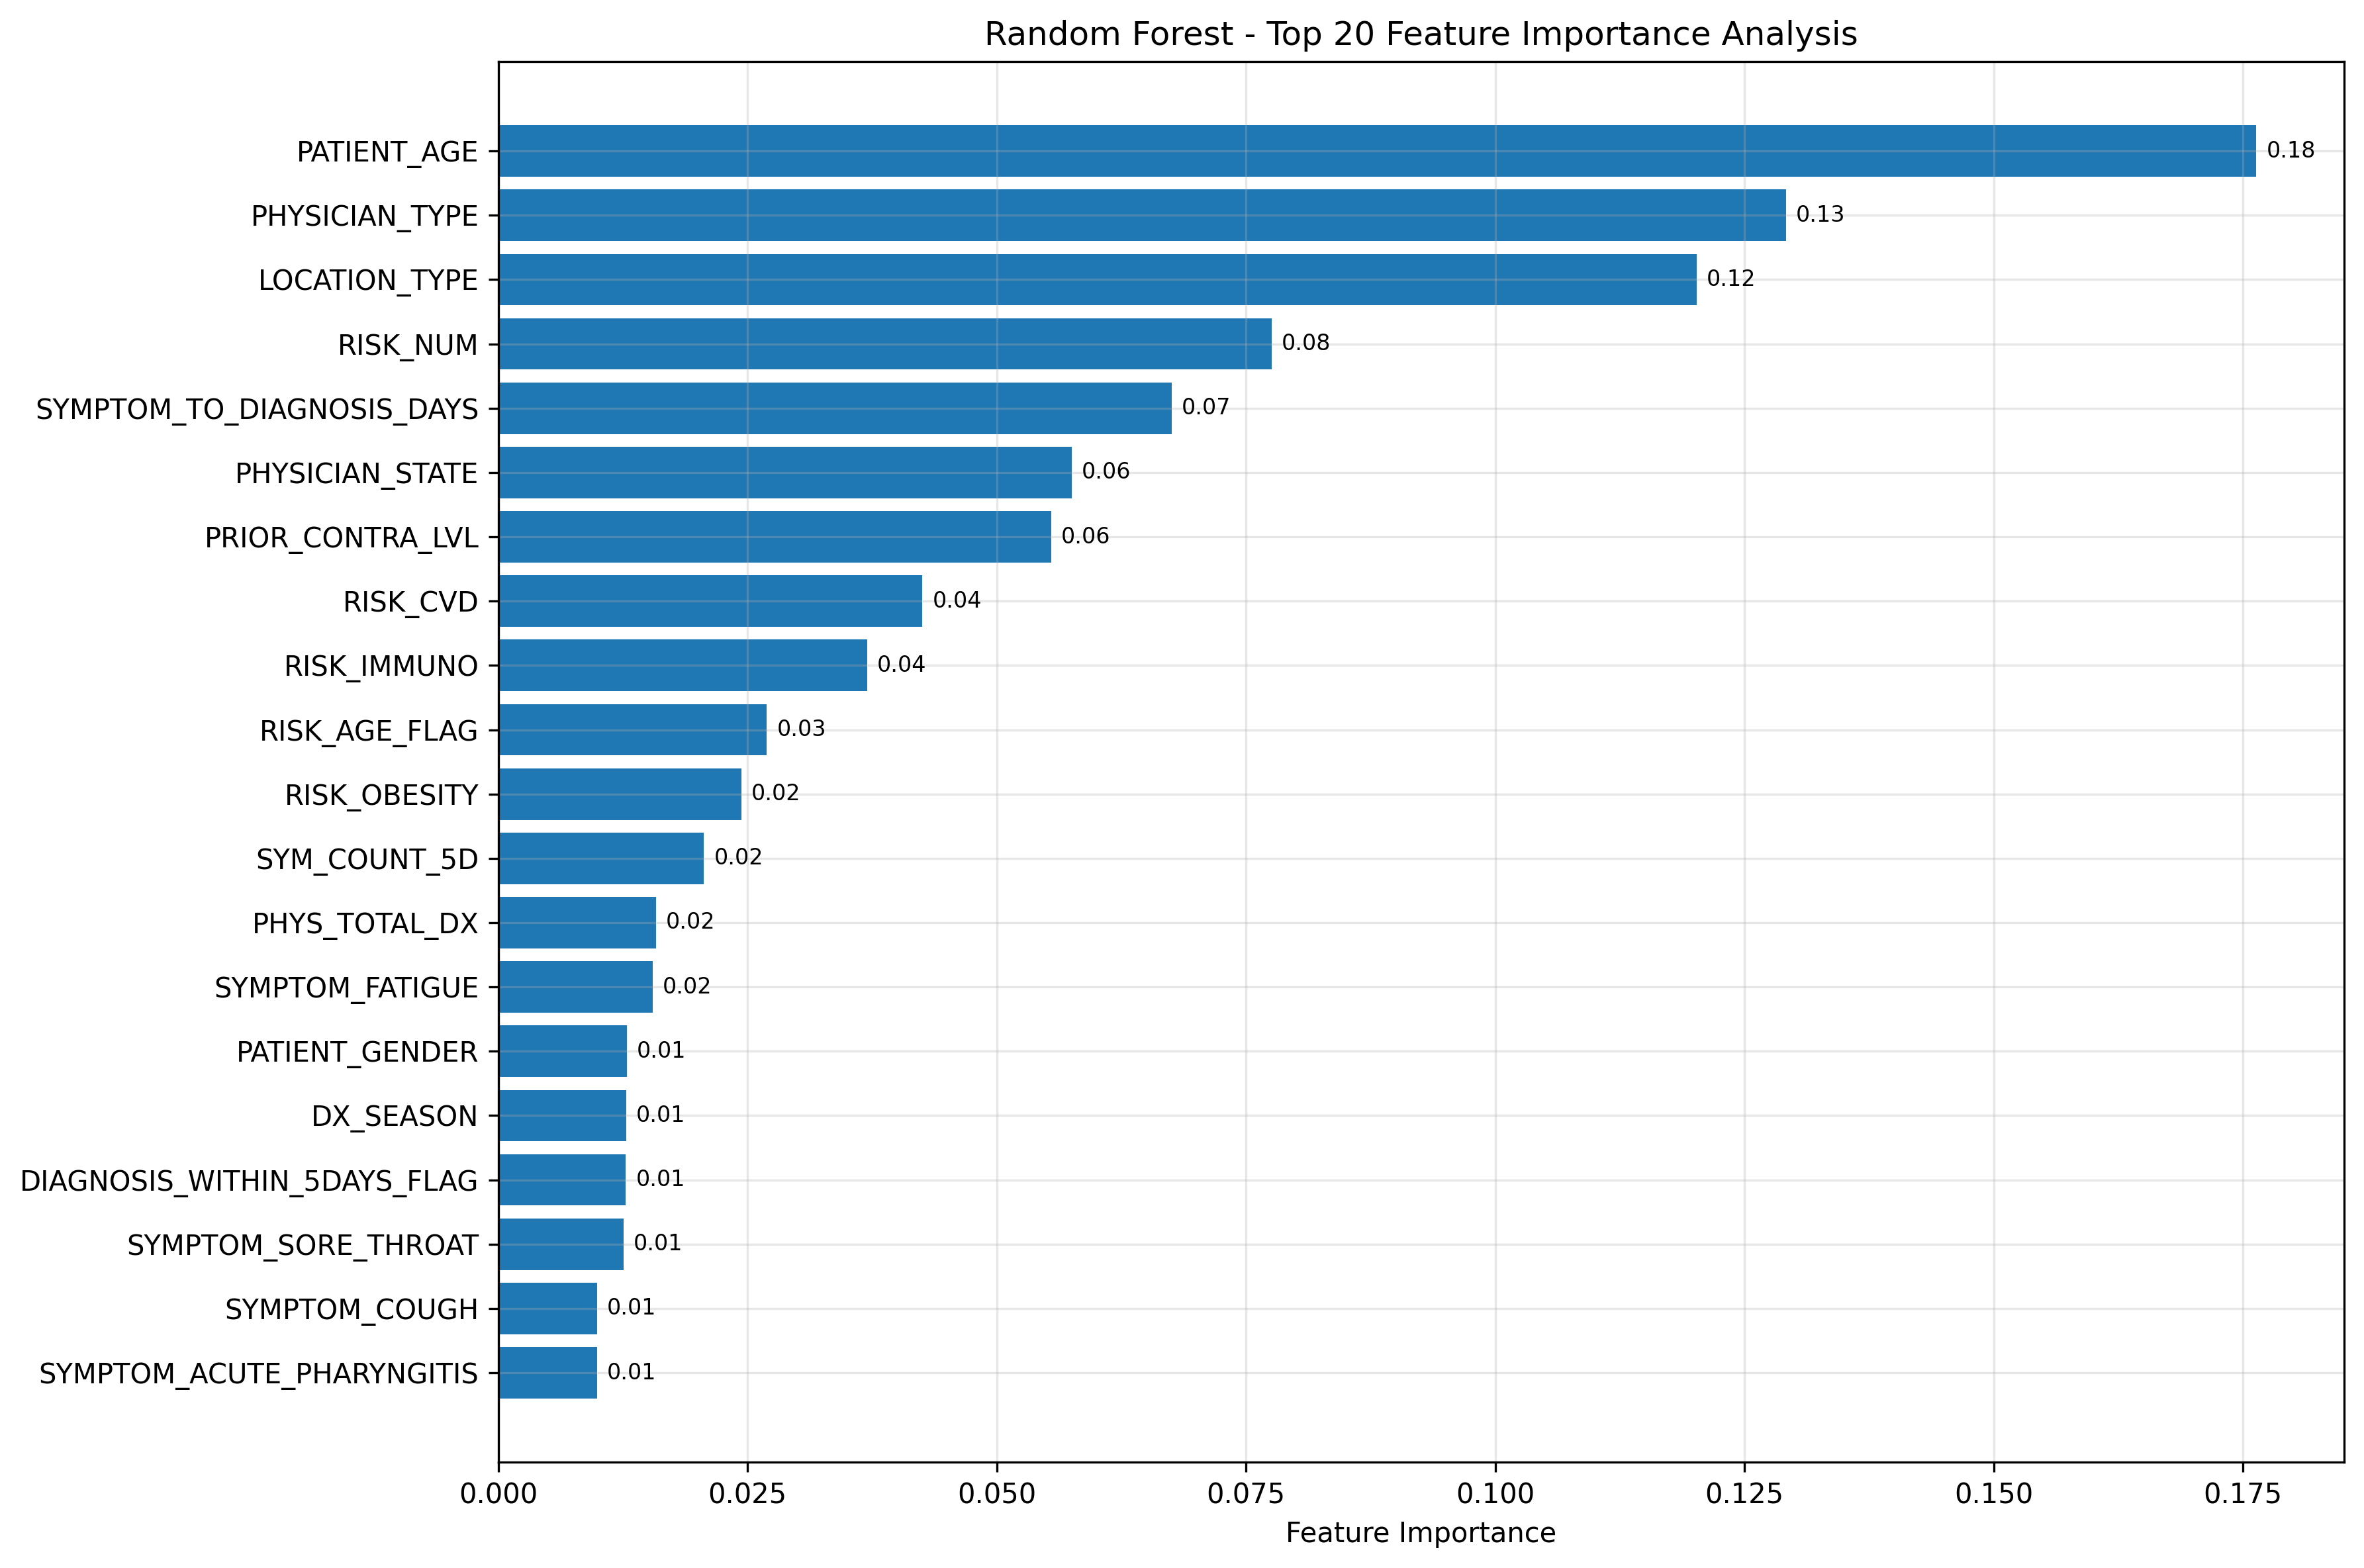 Random Forest - Top 20 Feature Importance Analysis
PATIENT_AGE 0.18
PHYSICIAN_TYPE 0.13
LOCATION_TYPE 0.12
RISK_NUM 0.08
SYMPTOM_TO_DIAGNOSIS_DAYS 0.07
PHYSICIAN_STATE 0.06
PRIOR_CONTRA_LVL 0.06
RISK_CVD 0.04
RISK_IMMUNO 0.04
RISK_AGE_FLAG 0.03
RISK_OBESITY 0.02
SYM_COUNT_5D 0.02
PHYS_TOTAL_DX 0.02
SYMPTOM_FATIGUE 0.02
PATIENT_GENDER 0.01
DX_SEASON 0.01
DIAGNOSIS_WITHIN_5DAYS_FLAG 0.01
SYMPTOM_SORE_THROAT 0.01
SYMPTOM_COUGH 0.01
SYMPTOM_ACUTE_PHARYNGITIS 0.01
0.000 0.025 0.050 0.075 0.100 0.125 0.150 0.175
Feature Importance